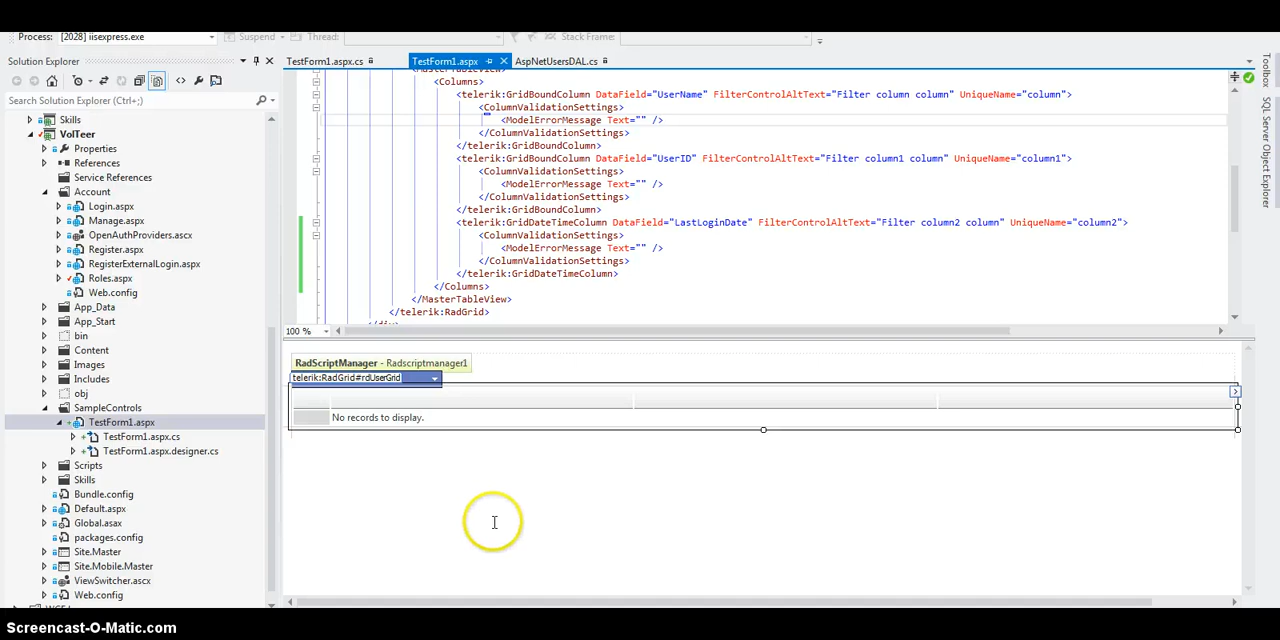 Process: [2028] iisexpress.exe Suspend Thread: Stack Frame:
Solution Explorer
TestForm1.aspx.cs TestForm1.aspx AspNetUsersDAL.cs
Toolbox
SQL Server Object Explorer
Search Solution Explorer (Ctrl+;)
Skills
VolTeer
Properties
References
Service References
Account
Login.aspx
Manage.aspx
OpenAuthProviders.ascx
Register.aspx
RegisterExternalLogin.aspx
Roles.aspx
Web.config
App_Data
App_Start
bin
Content
Images
Includes
obj
SampleControls
TestForm1.aspx
TestForm1.aspx.cs
TestForm1.aspx.designer.cs
Scripts
Skills
Bundle.config
Default.aspx
Global.asax
packages.config
Site.Master
Site.Mobile.Master
ViewSwitcher.ascx
Web.config
<MasterTableView>
<Columns>
<telerik:GridBoundColumn DataField="UserName" FilterControlAltText="Filter column column" UniqueName="column">
<ColumnValidationSettings>
<ModelErrorMessage Text="" />
</ColumnValidationSettings>
</telerik:GridBoundColumn>
<telerik:GridBoundColumn DataField="UserID" FilterControlAltText="Filter column1 column" UniqueName="column1">
<ColumnValidationSettings>
<ModelErrorMessage Text="" />
</ColumnValidationSettings>
</telerik:GridBoundColumn>
<telerik:GridDateTimeColumn DataField="LastLoginDate" FilterControlAltText="Filter column2 column" UniqueName="column2">
<ColumnValidationSettings>
<ModelErrorMessage Text="" />
</ColumnValidationSettings>
</telerik:GridDateTimeColumn>
</Columns>
</MasterTableView>
</telerik:RadGrid>
</div>
100 %
RadScriptManager - Radscriptmanager1
telerik:RadGrid#rdUserGrid
No records to display.
Screencast-O-Matic.com